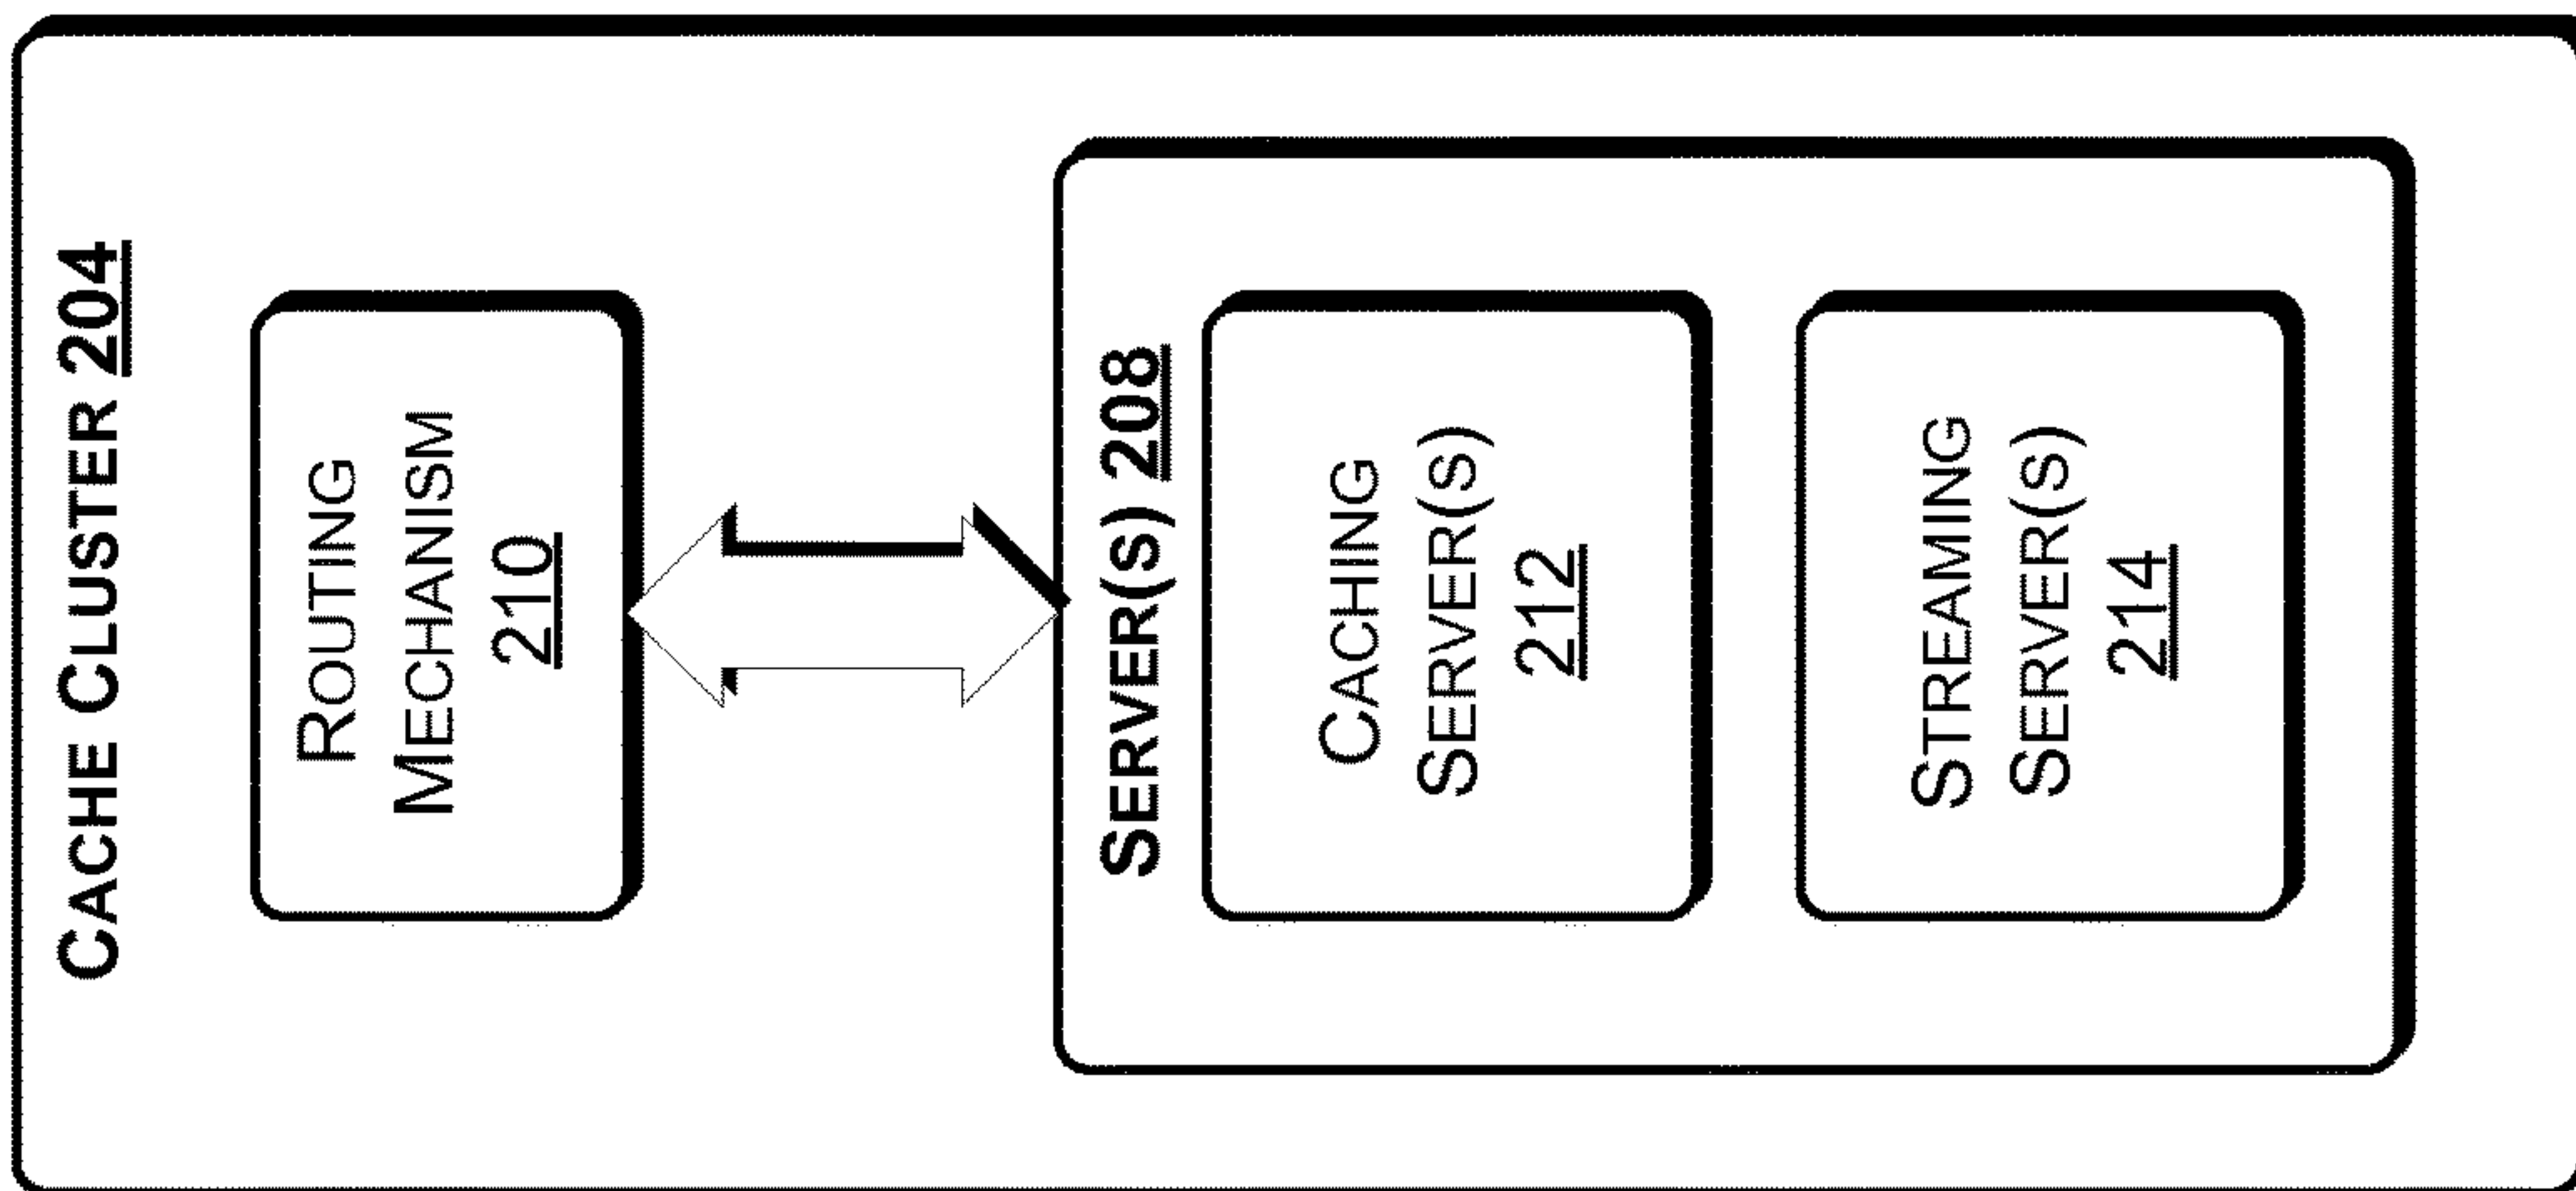 CACHE CLUSTER 204
ROUTING
MECHANISM
210
SERVER(S) 208
CACHING
SERVER(S)
212
STREAMING
SERVER(S)
214